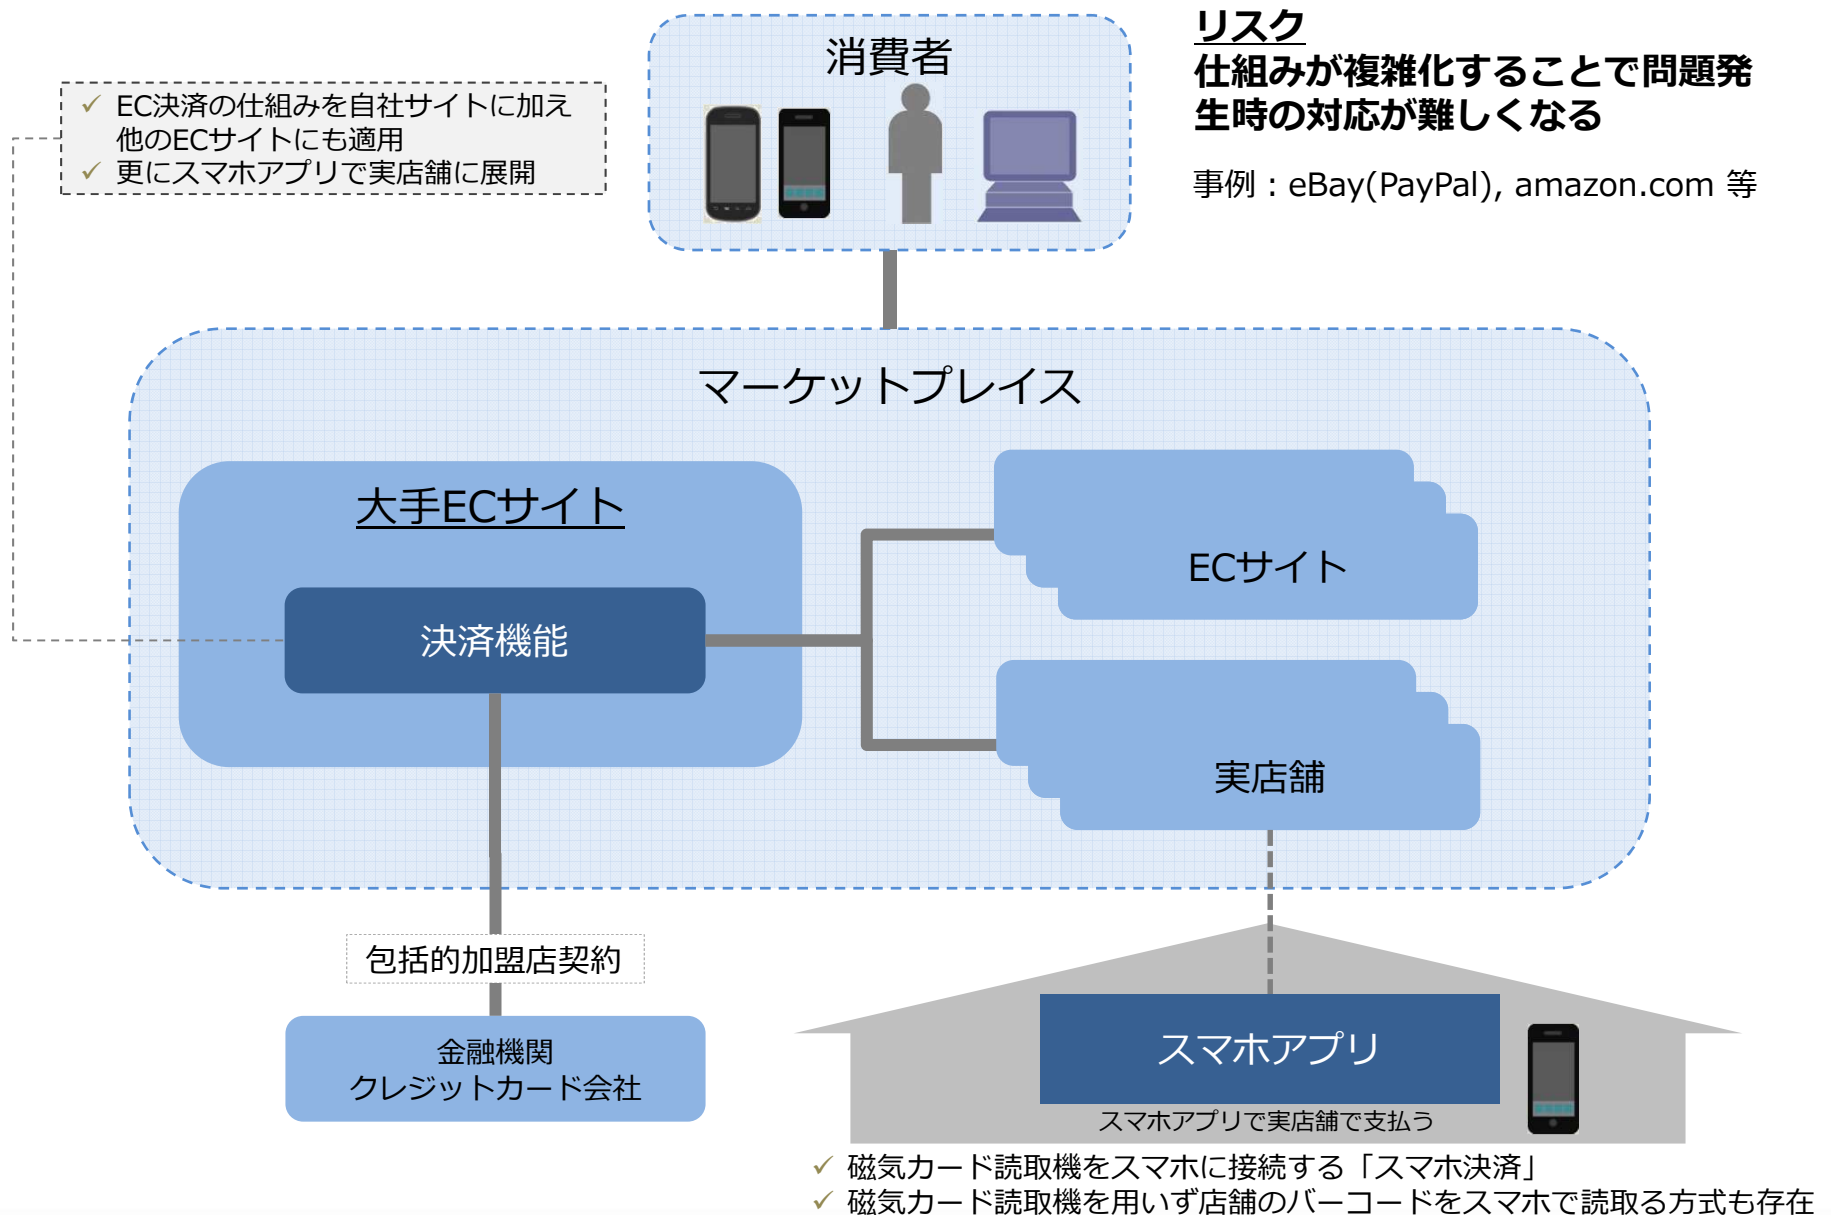 リスク
仕組みが複雑化することで問題発
生時の対応が難しくなる
事例：eBay(PayPal), amazon.com 等
消費者
✓ EC決済の仕組みを自社サイトに加え
他のECサイトにも適用
✓ 更にスマホアプリで実店舗に展開
マーケットプレイス
大手ECサイト
決済機能
ECサイト
実店舗
包括的加盟店契約
金融機関
クレジットカード会社
スマホアプリ
スマホアプリで実店舗で支払う
✓ 磁気カード読取機をスマホに接続する「スマホ決済」
✓ 磁気カード読取機を用いず店舗のバーコードをスマホで読取る方式も存在